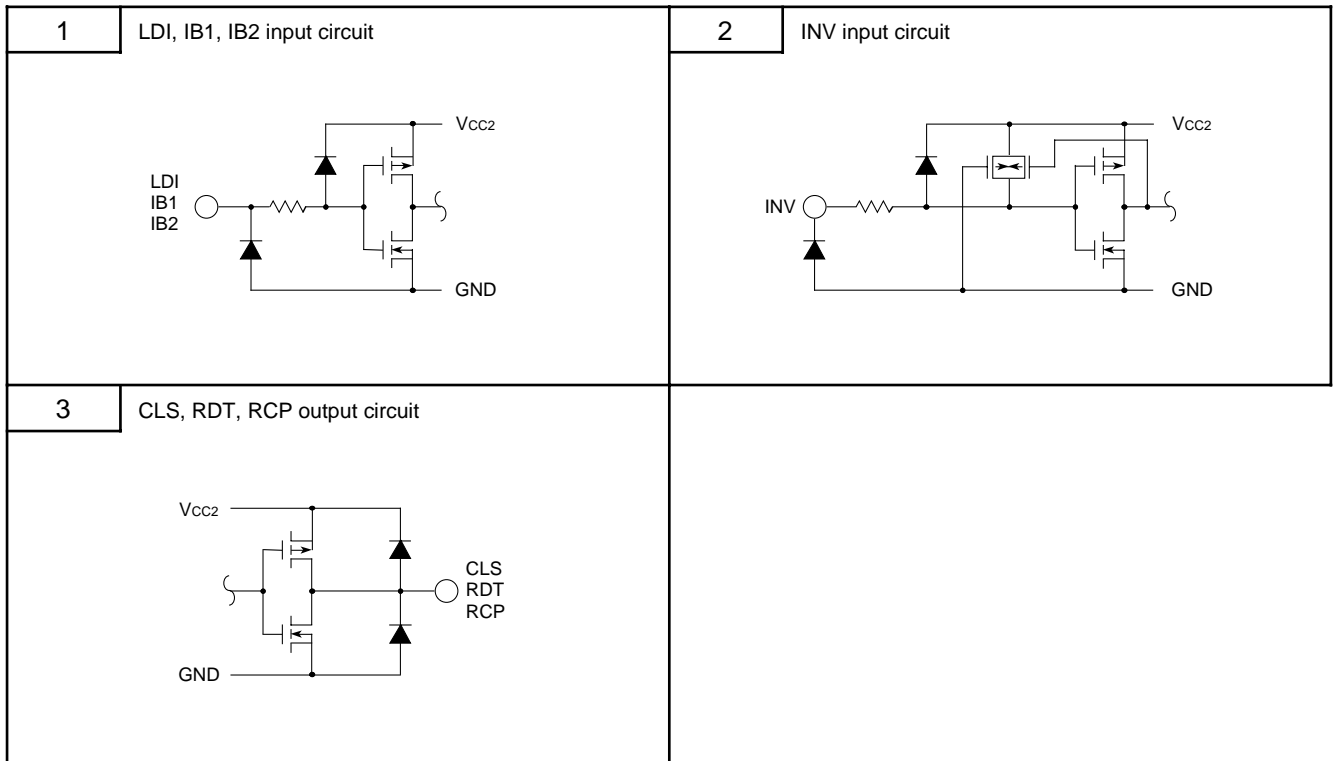 1
LDI, IB1, IB2 input circuit
VCC2
LDI
IB1
IB2
GND
2
INV input circuit
VCC2
INV
GND
3
CLS, RDT, RCP output circuit
VCC2
CLS
RDT
RCP
GND